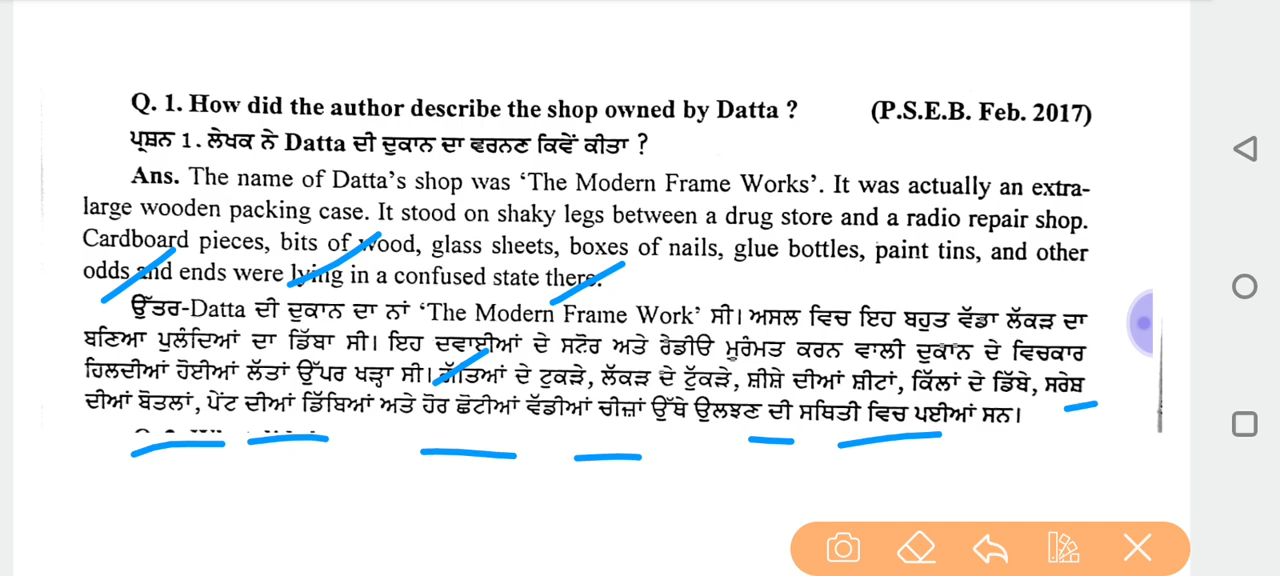 Q. 1. How did the author describe the shop owned by Datta ? (P.S.E.B. Feb. 2017)
ਪ੍ਰਸ਼ਨ 1. ਲੇਖਕ ਨੇ Datta ਦੀ ਦੁਕਾਨ ਦਾ ਵਰਨਣ ਕਿਵੇਂ ਕੀਤਾ ?
Ans. The name of Datta's shop was 'The Modern Frame Works'. It was actually an extra-
large wooden packing case. It stood on shaky legs between a drug store and a radio repair shop.
Cardboard pieces, bits of wood, glass sheets, boxes of nails, glue bottles, paint tins, and other
odds and ends were lying in a confused state there.
ਉੱਤਰ-Datta ਦੀ ਦੁਕਾਨ ਦਾ ਨਾਂ 'The Modern Frame Work' ਸੀ। ਅਸਲ ਵਿਚ ਇਹ ਬਹੁਤ ਵੱਡਾ ਲੱਕੜ ਦਾ
ਬਣਿਆ ਪੁਲੰਦਿਆਂ ਦਾ ਡਿੱਬਾ ਸੀ। ਇਹ ਦਵਾਈਆਂ ਦੇ ਸਟੋਰ ਅਤੇ ਰੇਡੀਓ ਮੁਰੰਮਤ ਕਰਨ ਵਾਲੀ ਦੁਕਾਨ ਦੇ ਵਿਚਕਾਰ
ਹਿਲਦੀਆਂ ਹੋਈਆਂ ਲੱਤਾਂ ਉੱਪਰ ਖੜ੍ਹਾ ਸੀ। ਗੱਤਿਆਂ ਦੇ ਟੁਕੜੇ, ਲੱਕੜ ਦੇ ਟੁੱਕੜੇ, ਸ਼ੀਸ਼ੇ ਦੀਆਂ ਸ਼ੀਟਾਂ, ਕਿੱਲਾਂ ਦੇ ਡਿੱਬੇ, ਸਰੇਸ਼
ਦੀਆਂ ਬੋਤਲਾਂ, ਪੇਂਟ ਦੀਆਂ ਡਿੱਬਿਆਂ ਅਤੇ ਹੋਰ ਛੋਟੀਆਂ ਵੱਡੀਆਂ ਚੀਜ਼ਾਂ ਉੱਥੇ ਉਲਝਣ ਦੀ ਸਥਿਤੀ ਵਿਚ ਪਈਆਂ ਸਨ।